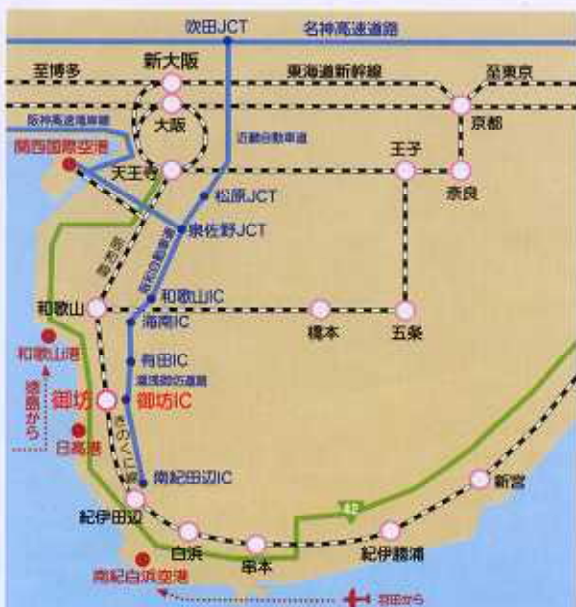 吹田JCT
名神高速道路
至博多
新大阪
東海道新幹線
至東京
阪神高速湾岸線
大阪
近畿自動車道
京都
関西国際空港
天王寺
王子
奈良
松原JCT
泉佐野JCT
阪和線
阪和自動車道
和歌山
和歌山IC
海南IC
橋本
五条
和歌山港
有田IC
徳島から
湯浅御坊道路
御坊
御坊IC
日高港
きのくに線
南紀田辺IC
新宮
紀伊田辺
42
白浜
串本
紀伊勝浦
南紀白浜空港
羽田から